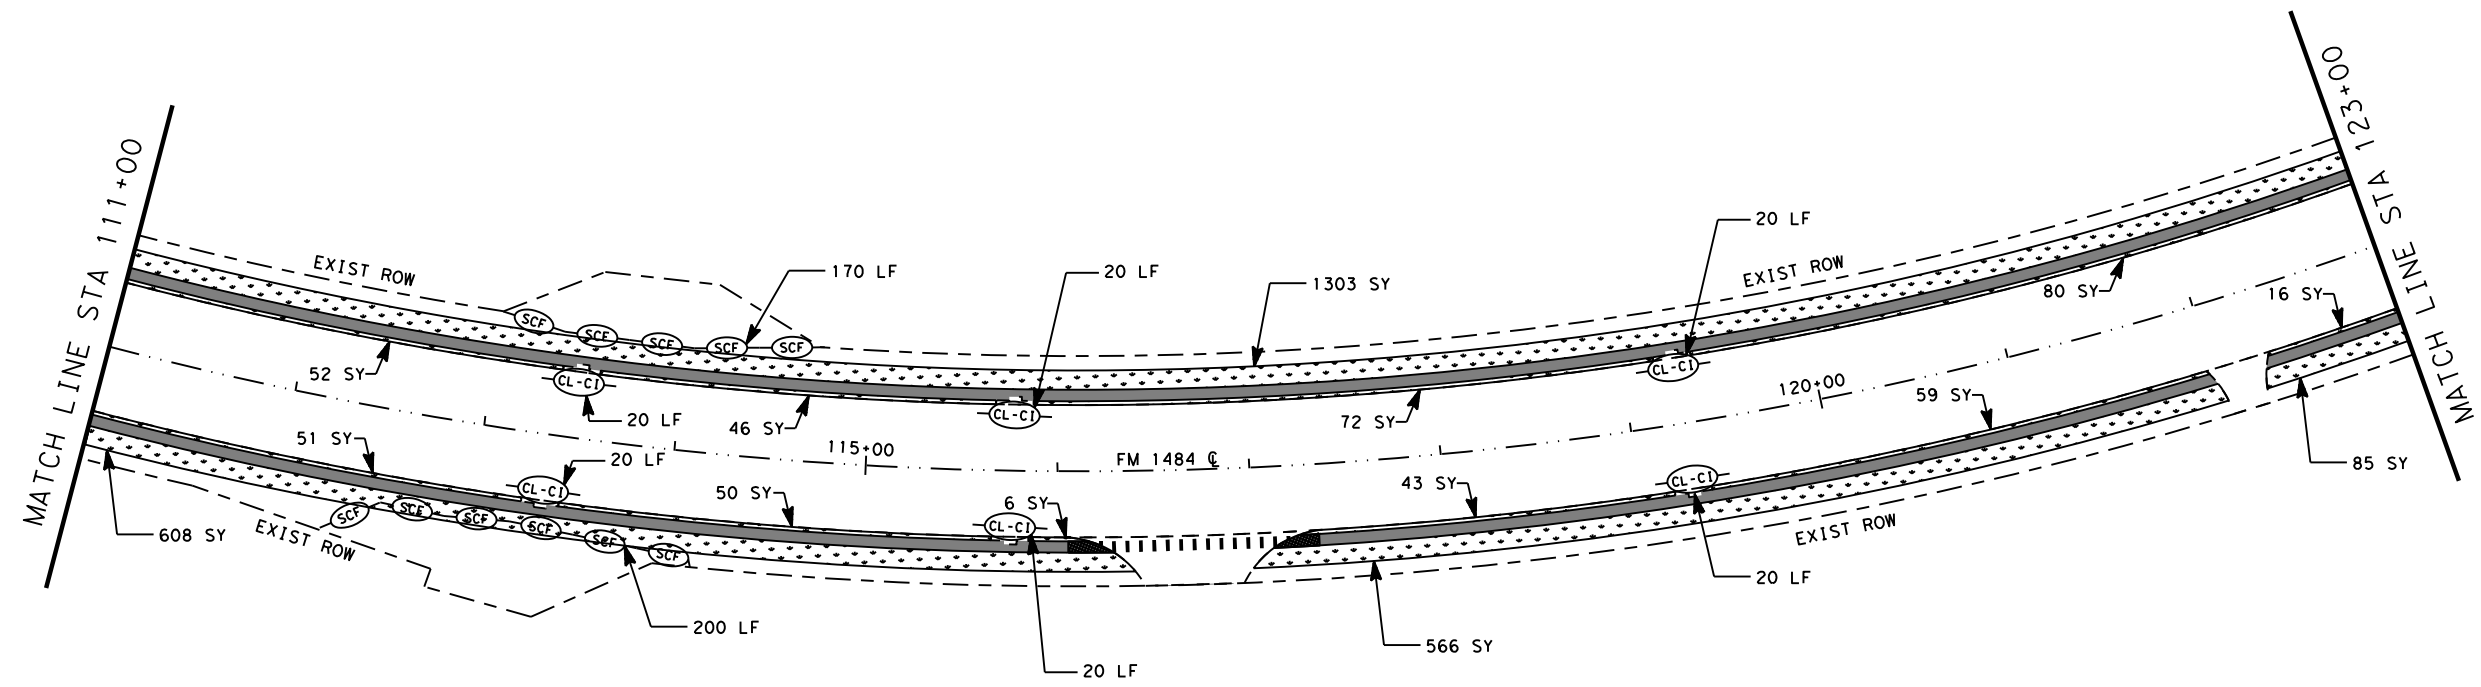 MATCH LINE STA 111+00
MATCH LINE STA 123+00
EXIST ROW
170 LF
20 LF
1303 SY
20 LF
EXIST ROW
80 SY
16 SY
SCF
SCF
SCF
SCF
SCF
52 SY
CL-CI
20 LF
46 SY
CL-CI
72 SY
CL-CI
120+00
59 SY
85 SY
51 SY
20 LF
CL-CI
50 SY
115+00
FM 1484 ℄
6 SY
CL-CI
43 SY
CL-CI
EXIST ROW
20 LF
608 SY
EXIST ROW
SCF
SCF
SCF
SCF
SCF
SCF
200 LF
20 LF
566 SY